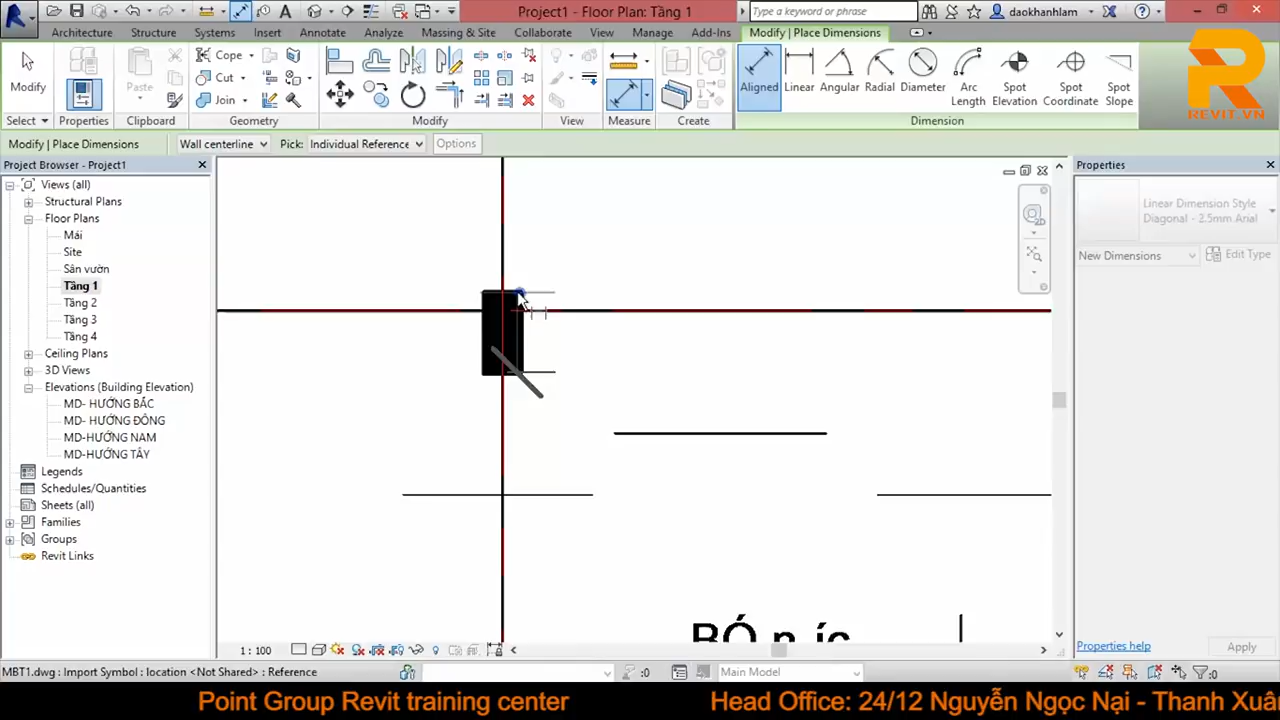 Project1 - Floor Plan: Tầng 1
Type a keyword or phrase
daokhanhlam
Architecture Structure Systems Insert Annotate Analyze Massing & Site Collaborate View Manage Add-Ins Modify | Place Dimensions
Modify
Paste
Cope
Cut
Join
Aligned Linear Angular Radial Diameter Arc Length Spot Elevation Spot Coordinate Spot Slope
Select Properties Clipboard Geometry Modify View Measure Create Dimension
REVIT.VN
Modify | Place Dimensions Wall centerline Pick: Individual Reference Options
Project Browser - Project1
Views (all)
Structural Plans
Floor Plans
Mái
Site
Sân vườn
Tầng 1
Tầng 2
Tầng 3
Tầng 4
Ceiling Plans
3D Views
Elevations (Building Elevation)
MD- HƯỚNG BẮC
MD- HƯỚNG ĐÔNG
MD-HƯỚNG NAM
MD-HƯỚNG TÂY
Legends
Schedules/Quantities
Sheets (all)
Families
Groups
Revit Links
2D
Properties
Linear Dimension Style
Diagonal - 2.5mm Arial
New Dimensions Edit Type
Properties help Apply
1 : 100
MBT1.dwg : Import Symbol : location <Not Shared> : Reference
:0
Main Model
:0
Point Group Revit training center Head Office: 24/12 Nguyễn Ngọc Nại - Thanh Xuâ